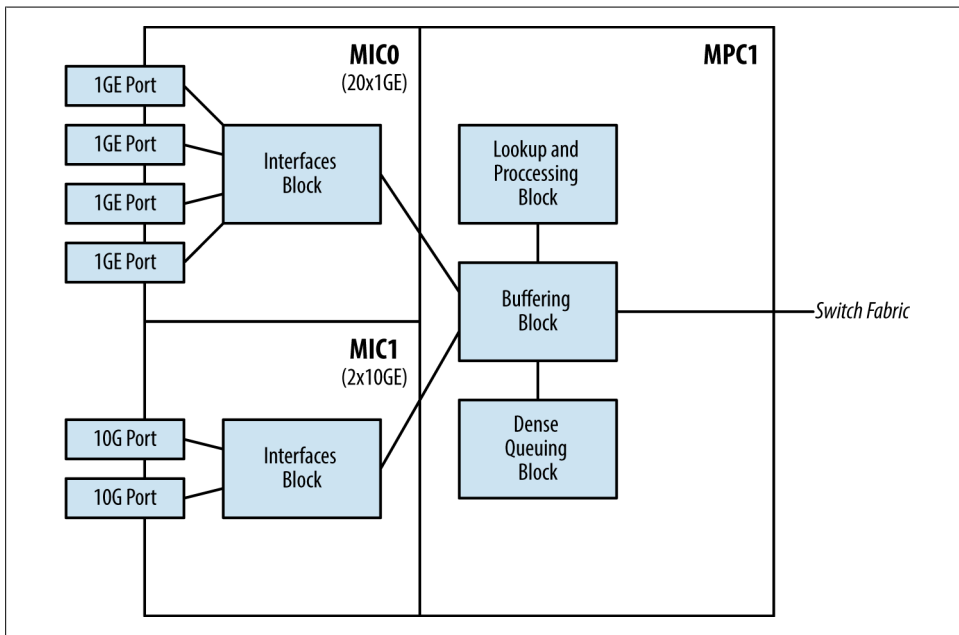 MIC0
(20x1GE)
MPC1
1GE Port
1GE Port
1GE Port
1GE Port
Interfaces
Block
Lookup and
Proccessing
Block
Buffering
Block
Switch Fabric
MIC1
(2x10GE)
10G Port
10G Port
Interfaces
Block
Dense
Queuing
Block